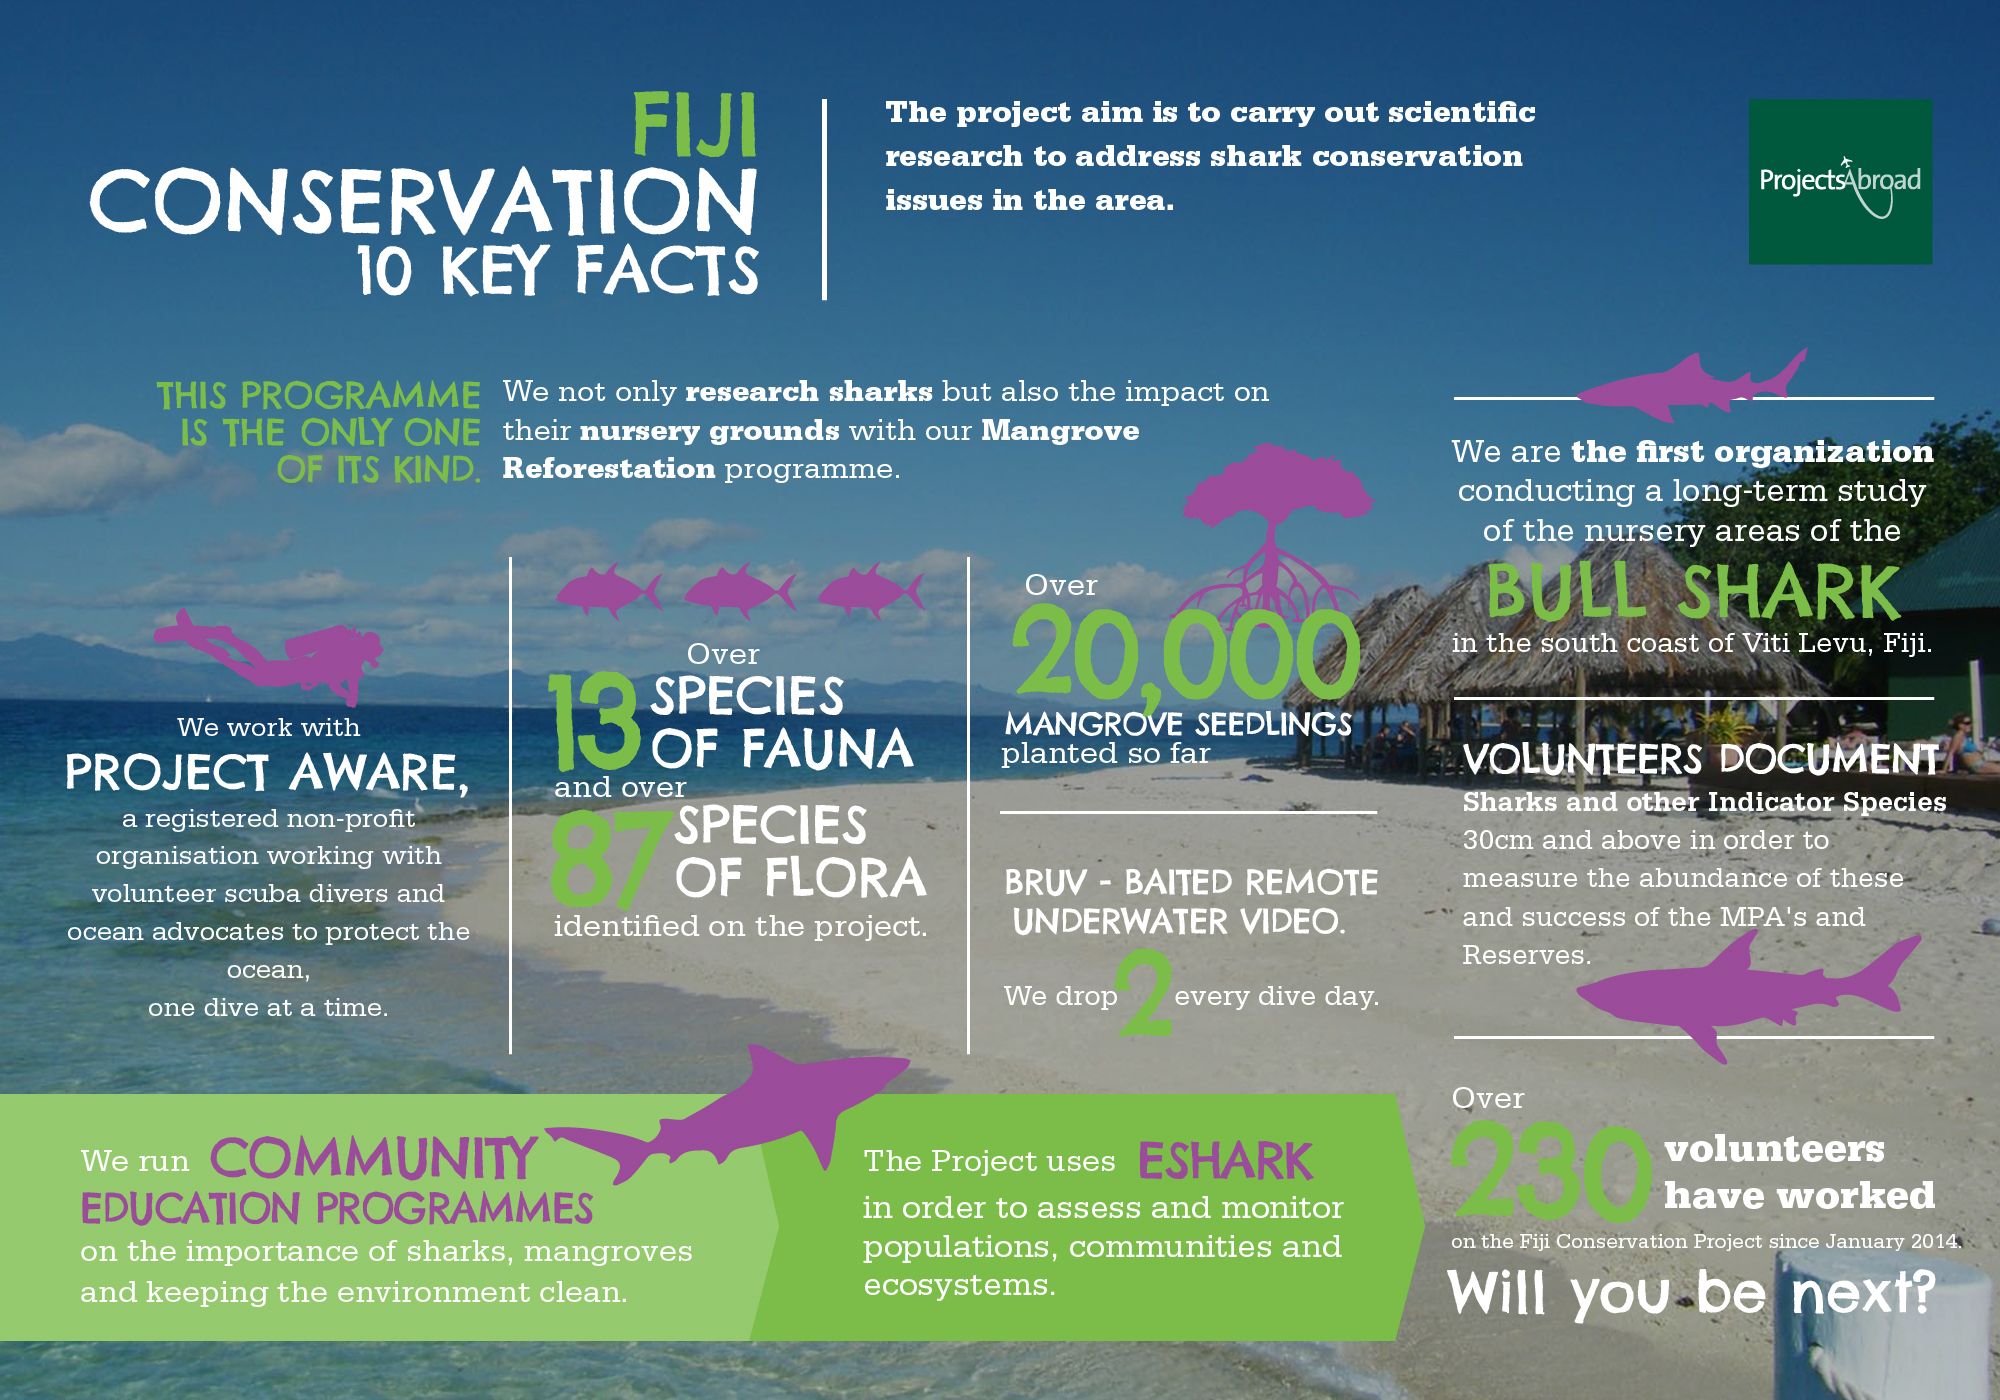 FIJI
CONSERVATION
10 KEY FACTS
The project aim is to carry out scientific
research to address shark conservation
issues in the area.
ProjectsAbroad
THIS PROGRAMME
IS THE ONLY ONE
OF ITS KIND.
We not only research sharks but also the impact on
their nursery grounds with our Mangrove
Reforestation programme.
We are the first organization
conducting a long-term study
of the nursery areas of the
BULL SHARK
in the south coast of Viti Levu, Fiji.
We work with
PROJECT AWARE,
a registered non-profit
organisation working with
volunteer scuba divers and
ocean advocates to protect the
ocean,
one dive at a time.
Over
13 SPECIES
OF FAUNA
and over
87 SPECIES
OF FLORA
identified on the project.
Over
20,000
MANGROVE SEEDLINGS
planted so far
BRUV - BAITED REMOTE
UNDERWATER VIDEO.
We drop 2 every dive day.
VOLUNTEERS DOCUMENT
Sharks and other Indicator Species
30cm and above in order to
measure the abundance of these
and success of the MPA's and
Reserves.
We run COMMUNITY
EDUCATION PROGRAMMES
on the importance of sharks, mangroves
and keeping the environment clean.
The Project uses ESHARK
in order to assess and monitor
populations, communities and
ecosystems.
Over
230 volunteers
have worked
on the Fiji Conservation Project since January 2014.
Will you be next?